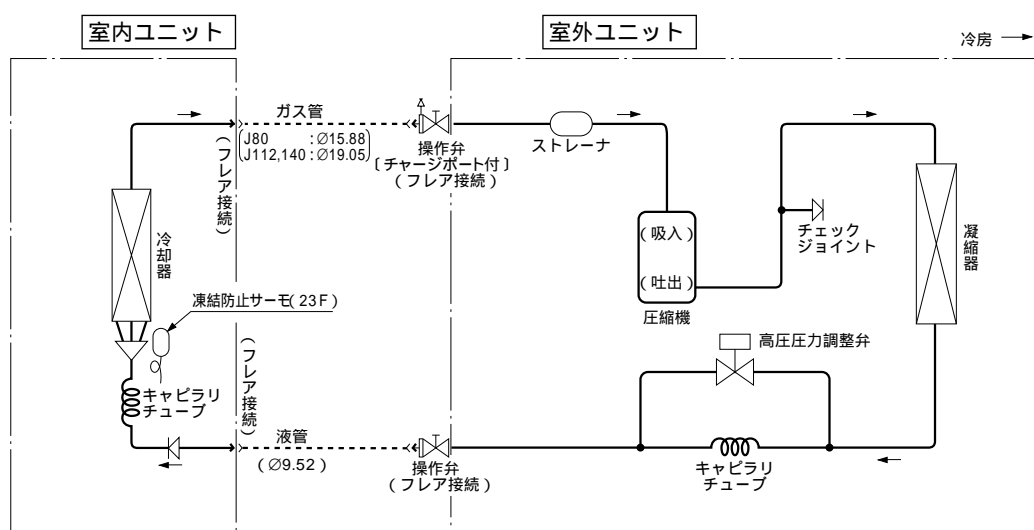 室内ユニット
室外ユニット
冷房
ガス管
J80 :∅15.88
J112,140:∅19.05
(フレア接続)
操作弁
〔チャージポート付〕
(フレア接続)
ストレーナ
(吸入)
(吐出)
圧縮機
チェック
ジョイント
凝縮器
冷却器
凍結防止サーモ(23F)
キャピラリ
チューブ
(フレア接続)
液管
(∅9.52)
操作弁
(フレア接続)
高圧圧力調整弁
キャピラリ
チューブ